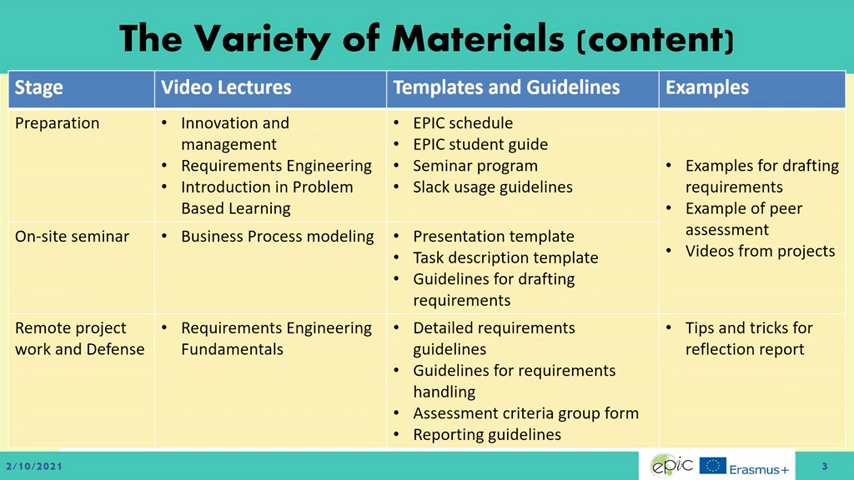 The Variety of Materials (content)
Stage
Video Lectures
Templates and Guidelines
Examples
Preparation
• Innovation and
management
• Requirements Engineering
• Introduction in Problem
Based Learning
• EPIC schedule
• EPIC student guide
• Seminar program
• Slack usage guidelines
• Examples for drafting
requirements
• Example of peer
assessment
• Videos from projects
On-site seminar
• Business Process modeling
• Presentation template
• Task description template
• Guidelines for drafting
requirements
Remote project
work and Defense
• Requirements Engineering
Fundamentals
• Detailed requirements
guidelines
• Guidelines for requirements
handling
• Assessment criteria group form
• Reporting guidelines
• Tips and tricks for
reflection report
2/10/2021
epic
Erasmus+
3